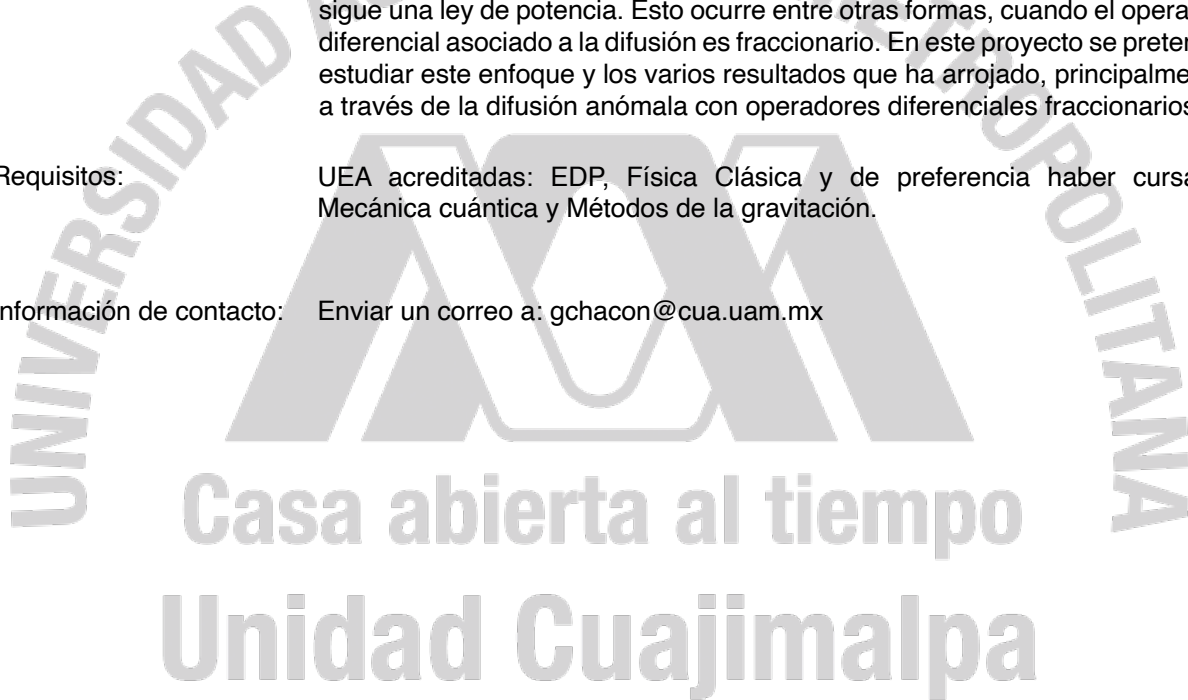 sigue una ley de potencia. Esto ocurre entre otras formas, cuando el opera
diferencial asociado a la difusión es fraccionario. En este proyecto se preten
estudiar este enfoque y los varios resultados que ha arrojado, principalme
a través de la difusión anómala con operadores diferenciales fraccionarios
Requisitos: UEA acreditadas: EDP, Física Clásica y de preferencia haber cursa
Mecánica cuántica y Métodos de la gravitación.
nformación de contacto: Enviar un correo a: gchacon@cua.uam.mx
UNIVERSIDAD A
METROPOLITANA
Casa abierta al tiempo
Unidad Cuajimalpa